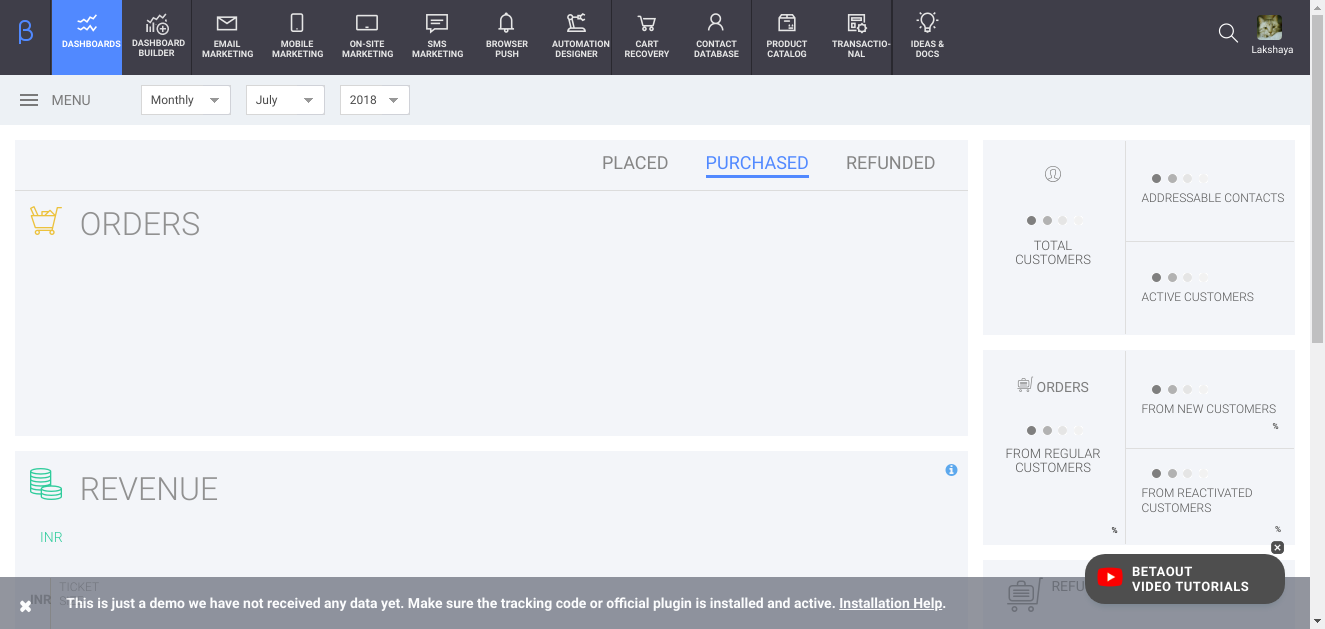 β
DASHBOARDS
DASHBOARD
BUILDER
EMAIL
MARKETING
MOBILE
MARKETING
ON-SITE
MARKETING
SMS
MARKETING
BROWSER
PUSH
AUTOMATION
DESIGNER
CART
RECOVERY
CONTACT
DATABASE
PRODUCT
CATALOG
TRANSACTIO-
NAL
IDEAS &
DOCS
Lakshaya
MENU
Monthly
July
2018
PLACED PURCHASED REFUNDED
ORDERS
TOTAL
CUSTOMERS
ADDRESSABLE CONTACTS
ACTIVE CUSTOMERS
ORDERS
FROM REGULAR
CUSTOMERS
%
FROM NEW CUSTOMERS
%
FROM REACTIVATED
CUSTOMERS
%
REVENUE
INR
INR
TICKET
REFU
BETAOUT
VIDEO TUTORIALS
This is just a demo we have not received any data yet. Make sure the tracking code or official plugin is installed and active. Installation Help.